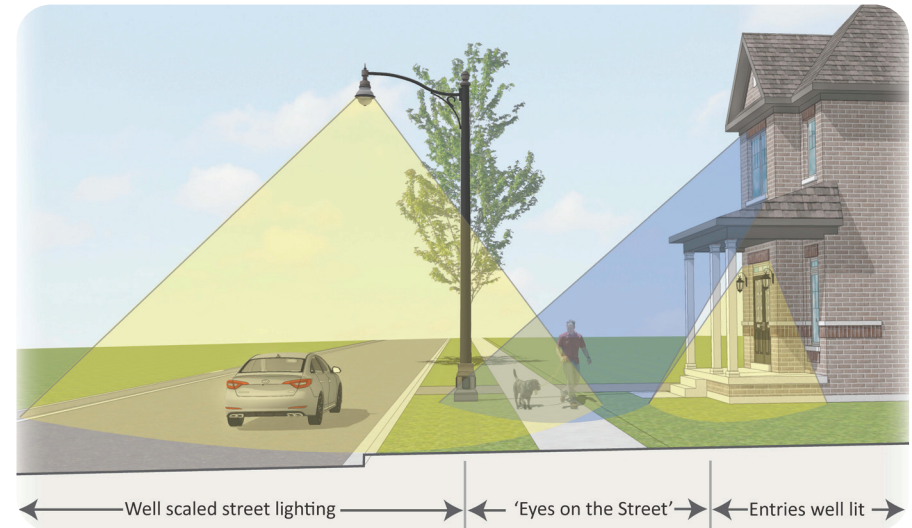 Well scaled street lighting
‘Eyes on the Street’
Entries well lit